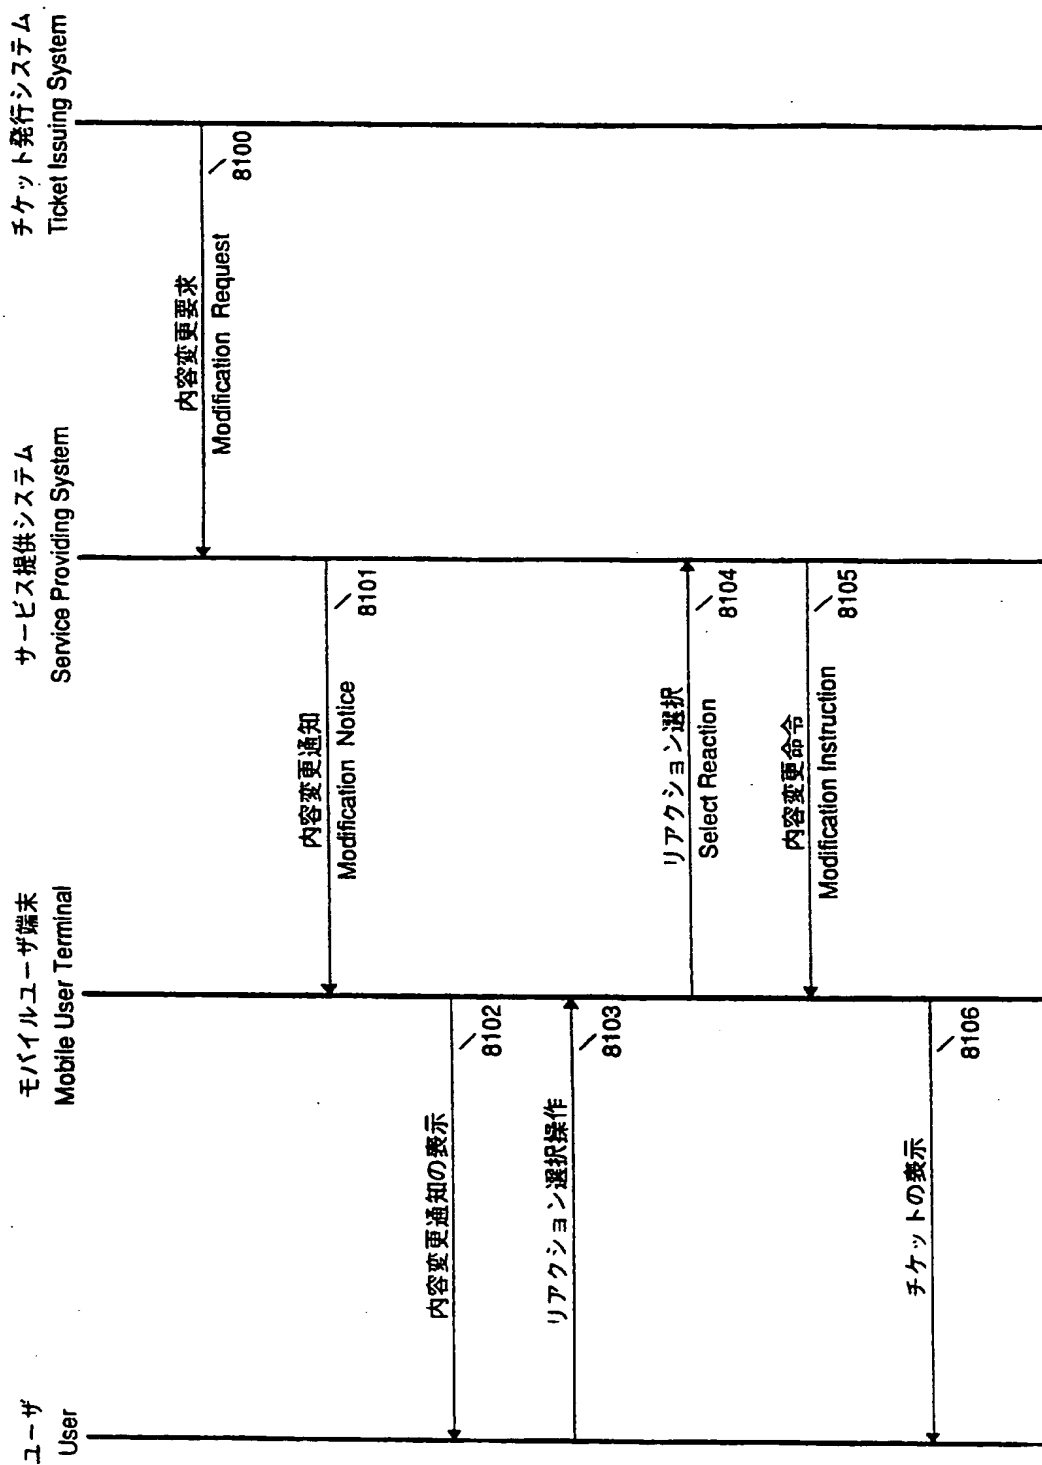 ユーザ
User
モバイルユーザ端末
Mobile User Terminal
サービス提供システム
Service Providing System
チケット発行システム
Ticket Issuing System
内容変更要求
Modification Request
8100
内容変更通知
Modification Notice
8101
内容変更通知の表示
8102
リアクション選択操作
8103
リアクション選択
Select Reaction
8104
内容変更命令
Modification Instruction
8105
チケットの表示
8106